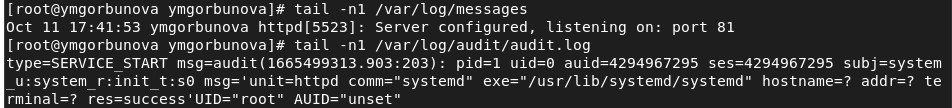 [root@ymgorbunova ymgorbunova]# tail -n1 /var/log/messages
Oct 11 17:41:53 ymgorbunova httpd[5523]: Server configured, listening on: port 81
[root@ymgorbunova ymgorbunova]# tail -n1 /var/log/audit/audit.log
type=SERVICE_START msg=audit(1665499313.903:203): pid=1 uid=0 auid=4294967295 ses=4294967295 subj=system
_u:system_r:init_t:s0 msg='unit=httpd comm="systemd" exe="/usr/lib/systemd/systemd" hostname=? addr=? te
rminal=? res=success'UID="root" AUID="unset"